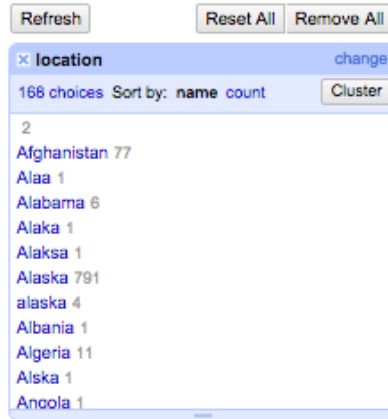 Refresh Reset All Remove All
location change
168 choices Sort by: name count Cluster
2
Afghanistan 77
Alaa 1
Alabama 6
Alaka 1
Alaksa 1
Alaska 791
alaska 4
Albania 1
Algeria 11
Alska 1
Angola 1